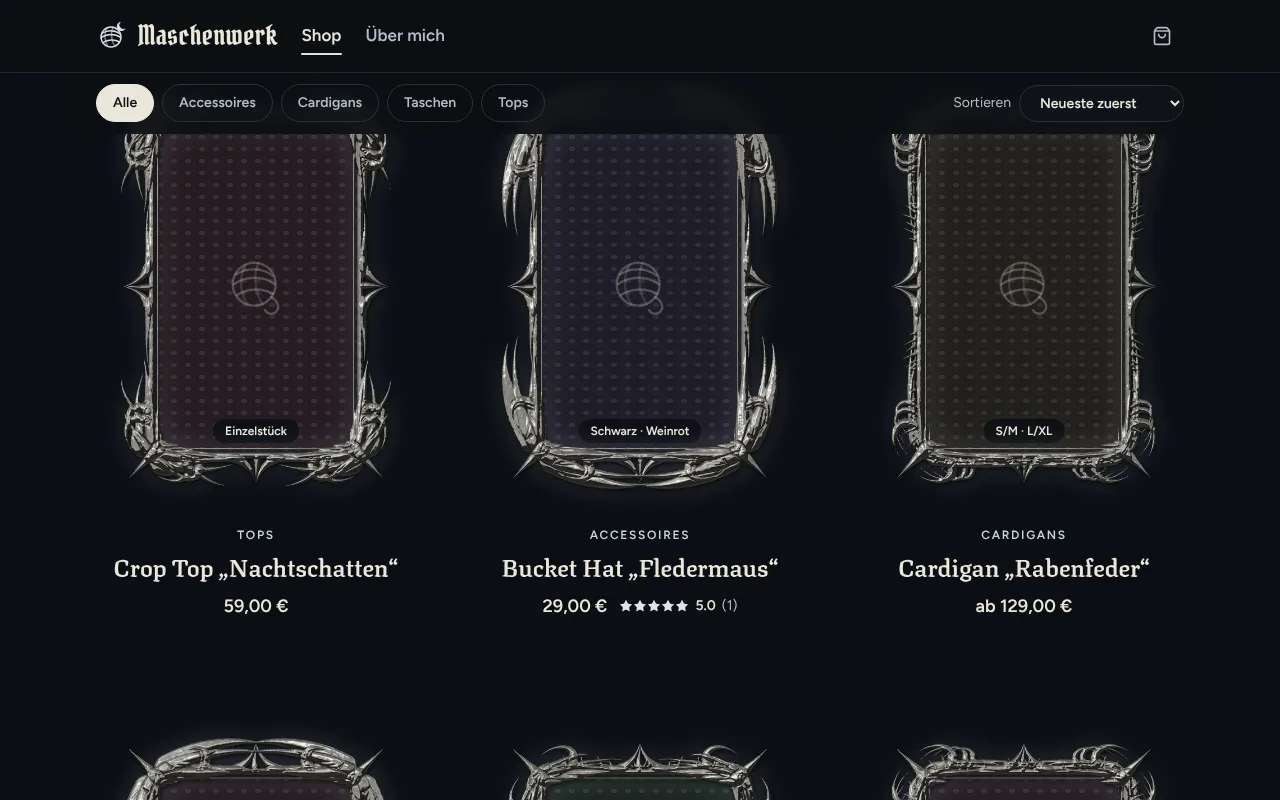 Maschenwerk Shop Über mich
Alle Accessoires Cardigans Taschen Tops Sortieren Neueste zuerst
Einzelstück Schwarz · Weinrot S/M · L/XL
TOPS ACCESSOIRES CARDIGANS
Crop Top „Nachtschatten“ Bucket Hat „Fledermaus“ Cardigan „Rabenfeder“
59,00 € 29,00 € 5.0 (1) ab 129,00 €